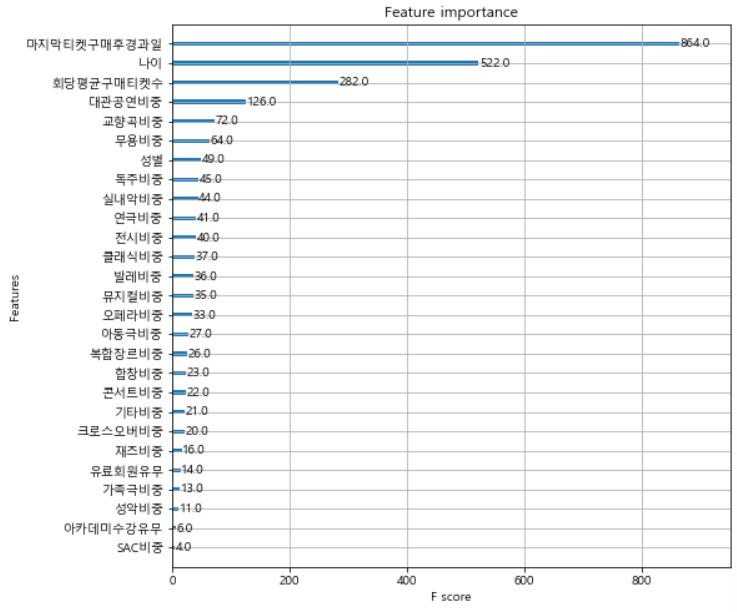 Feature importance
마지막티켓구매후경과일 864.0
나이 522.0
회당평균구매티켓수 282.0
대관공연비중 126.0
교향곡비중 72.0
무용비중 64.0
성별 49.0
독주비중 45.0
실내악비중 44.0
연극비중 41.0
전시비중 40.0
클래식비중 37.0
발레비중 36.0
뮤지컬비중 35.0
오페라비중 33.0
아동극비중 27.0
복합장르비중 26.0
합창비중 23.0
콘서트비중 22.0
기타비중 21.0
크로스오버비중 20.0
재즈비중 16.0
유료회원유무 14.0
가족극비중 13.0
성악비중 11.0
아카데미수강유무 6.0
SAC비중 4.0
Features
0 200 400 600 800
F score